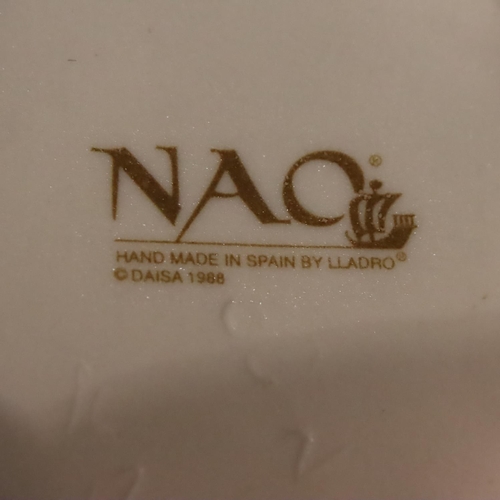 NAO®
HAND MADE IN SPAIN BY LLADRO®
© DAISA 1988